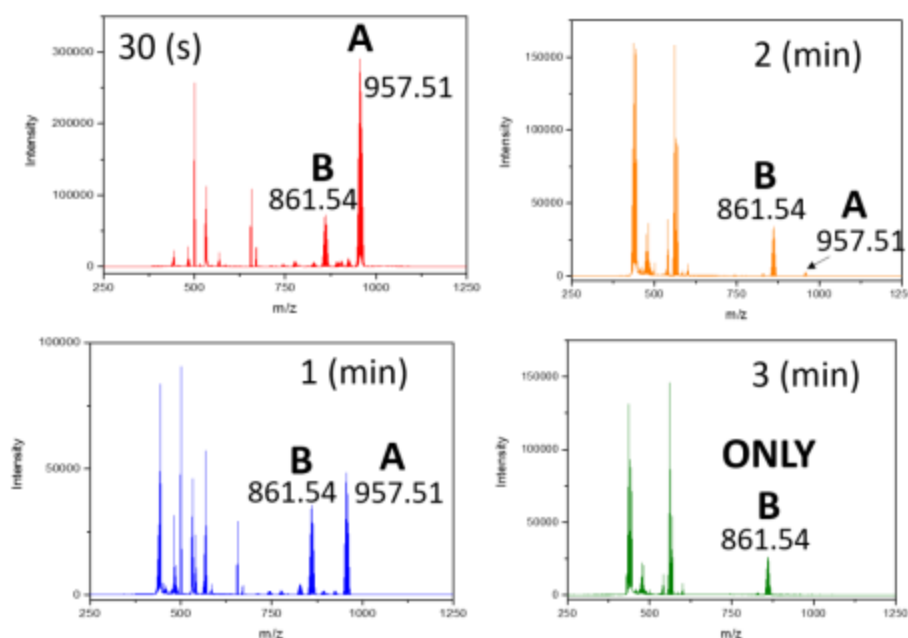 300000
200000
100000
0
Intensity
30 (s)
A
957.51
B
861.54
250 500 750 1000 1250
m/z
150000
100000
50000
0
Intensity
2 (min)
B
861.54
A
957.51
250 500 750 1000 1250
m/z
100000
50000
0
Intensity
1 (min)
B A
861.54 957.51
250 500 750 1000 1250
m/z
150000
100000
50000
0
Intensity
3 (min)
ONLY
B
861.54
250 500 750 1000 1250
m/z